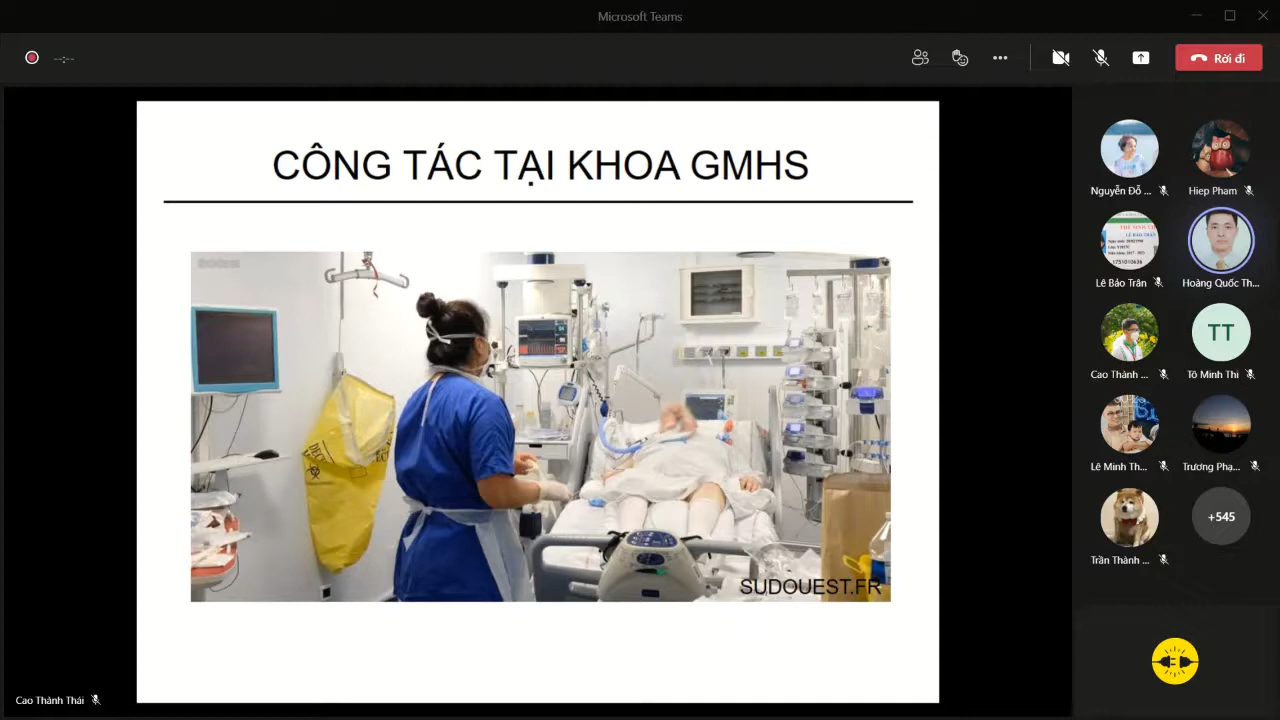 Microsoft Teams
--:--
Rời đi
CÔNG TÁC TẠI KHOA GMHS
SUDOUEST.FR
Nguyễn Đỗ ...
Hiep Pham
Lê Bảo Trân
Hoàng Quốc Th...
Cao Thành ...
TT
Tô Minh Thi
Lê Minh Th...
Trương Phạ...
+545
Trần Thành ...
Cao Thành Thái